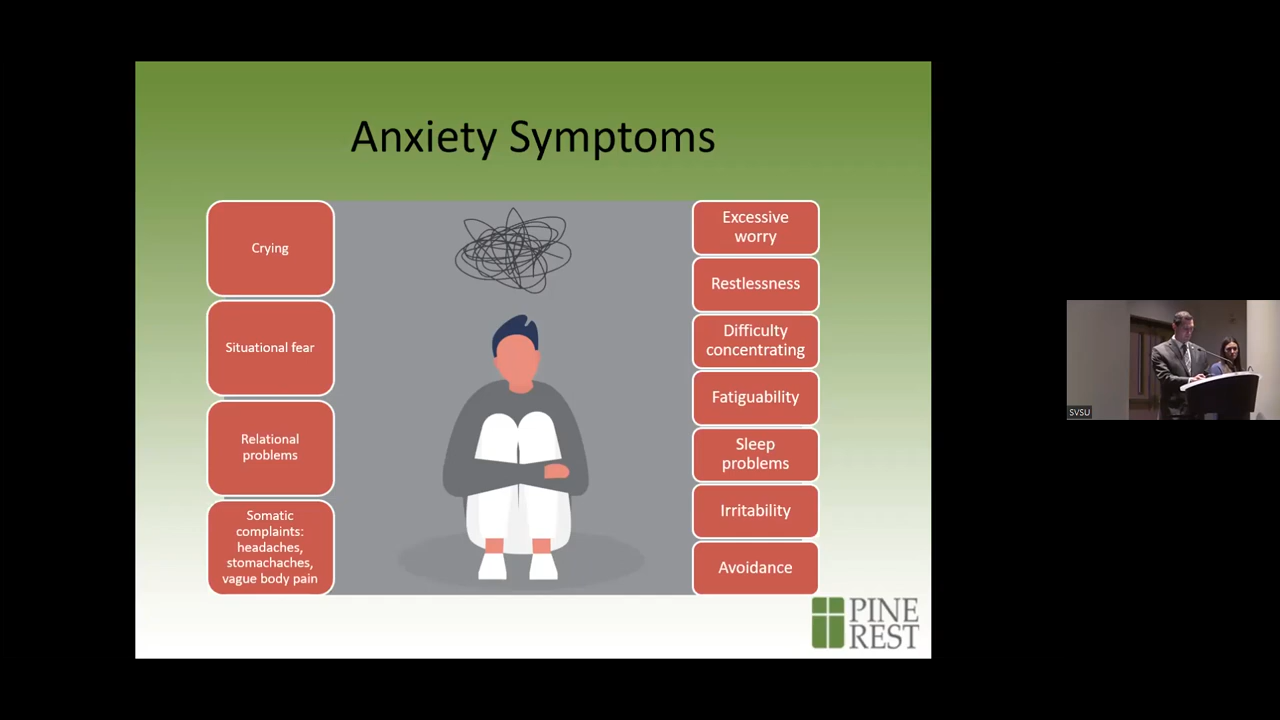 Anxiety Symptoms
Crying
Situational fear
Relational
problems
Somatic
complaints:
headaches,
stomachaches,
vague body pain
Excessive
worry
Restlessness
Difficulty
concentrating
Fatiguability
Sleep
problems
Irritability
Avoidance
PINE
REST
SVSU